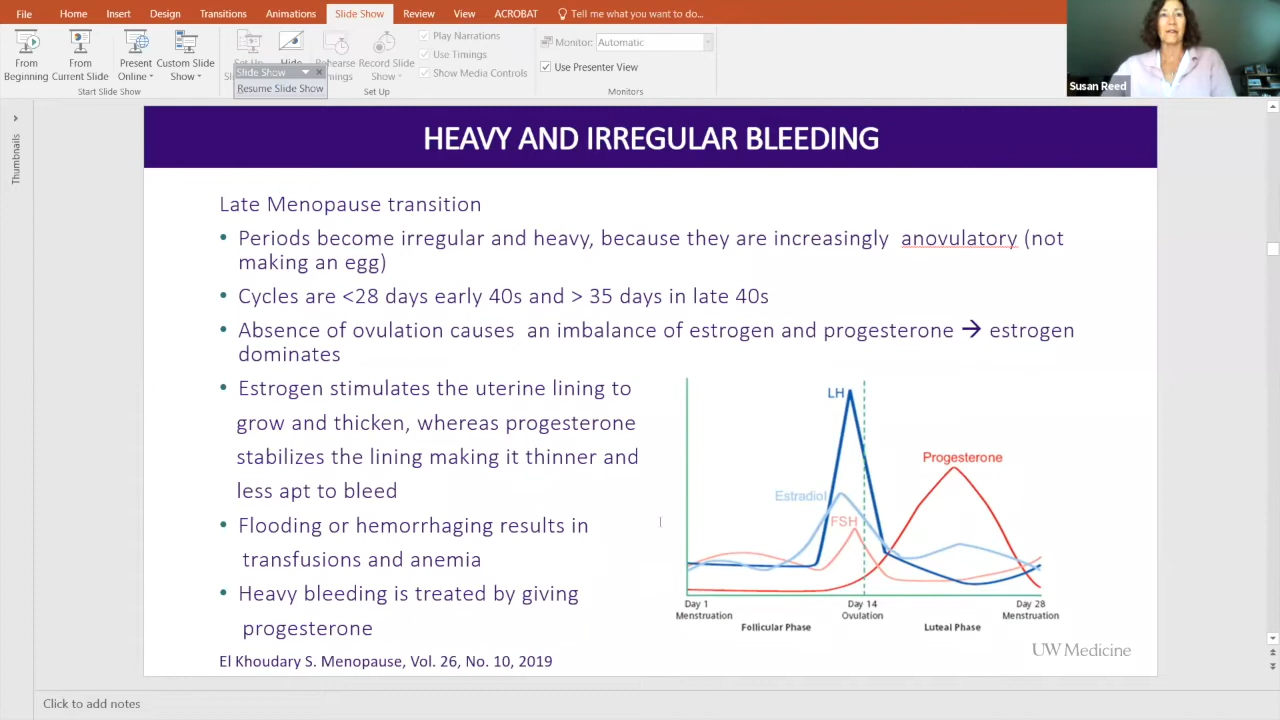 File Home Insert Design Transitions Animations Slide Show Review View ACROBAT Tell me what you want to do...
From Beginning
From Current Slide
Present Online
Custom Slide Show
Start Slide Show
Hide
Record Slide Show
Set Up
Play Narrations
Use Timings
Show Media Controls
Monitor: Automatic
Use Presenter View
Monitors
Slide Show
Resume Slide Show
Susan Reed
Thumbnails
HEAVY AND IRREGULAR BLEEDING
Late Menopause transition
• Periods become irregular and heavy, because they are increasingly anovulatory (not
making an egg)
• Cycles are <28 days early 40s and > 35 days in late 40s
• Absence of ovulation causes an imbalance of estrogen and progesterone → estrogen
dominates
• Estrogen stimulates the uterine lining to
grow and thicken, whereas progesterone
stabilizes the lining making it thinner and
less apt to bleed
• Flooding or hemorrhaging results in
transfusions and anemia
• Heavy bleeding is treated by giving
progesterone
El Khoudary S. Menopause, Vol. 26, No. 10, 2019
LH
Progesterone
Estradiol
FSH
Day 1
Menstruation
Day 14
Ovulation
Day 28
Menstruation
Follicular Phase
Luteal Phase
UW Medicine
Click to add notes